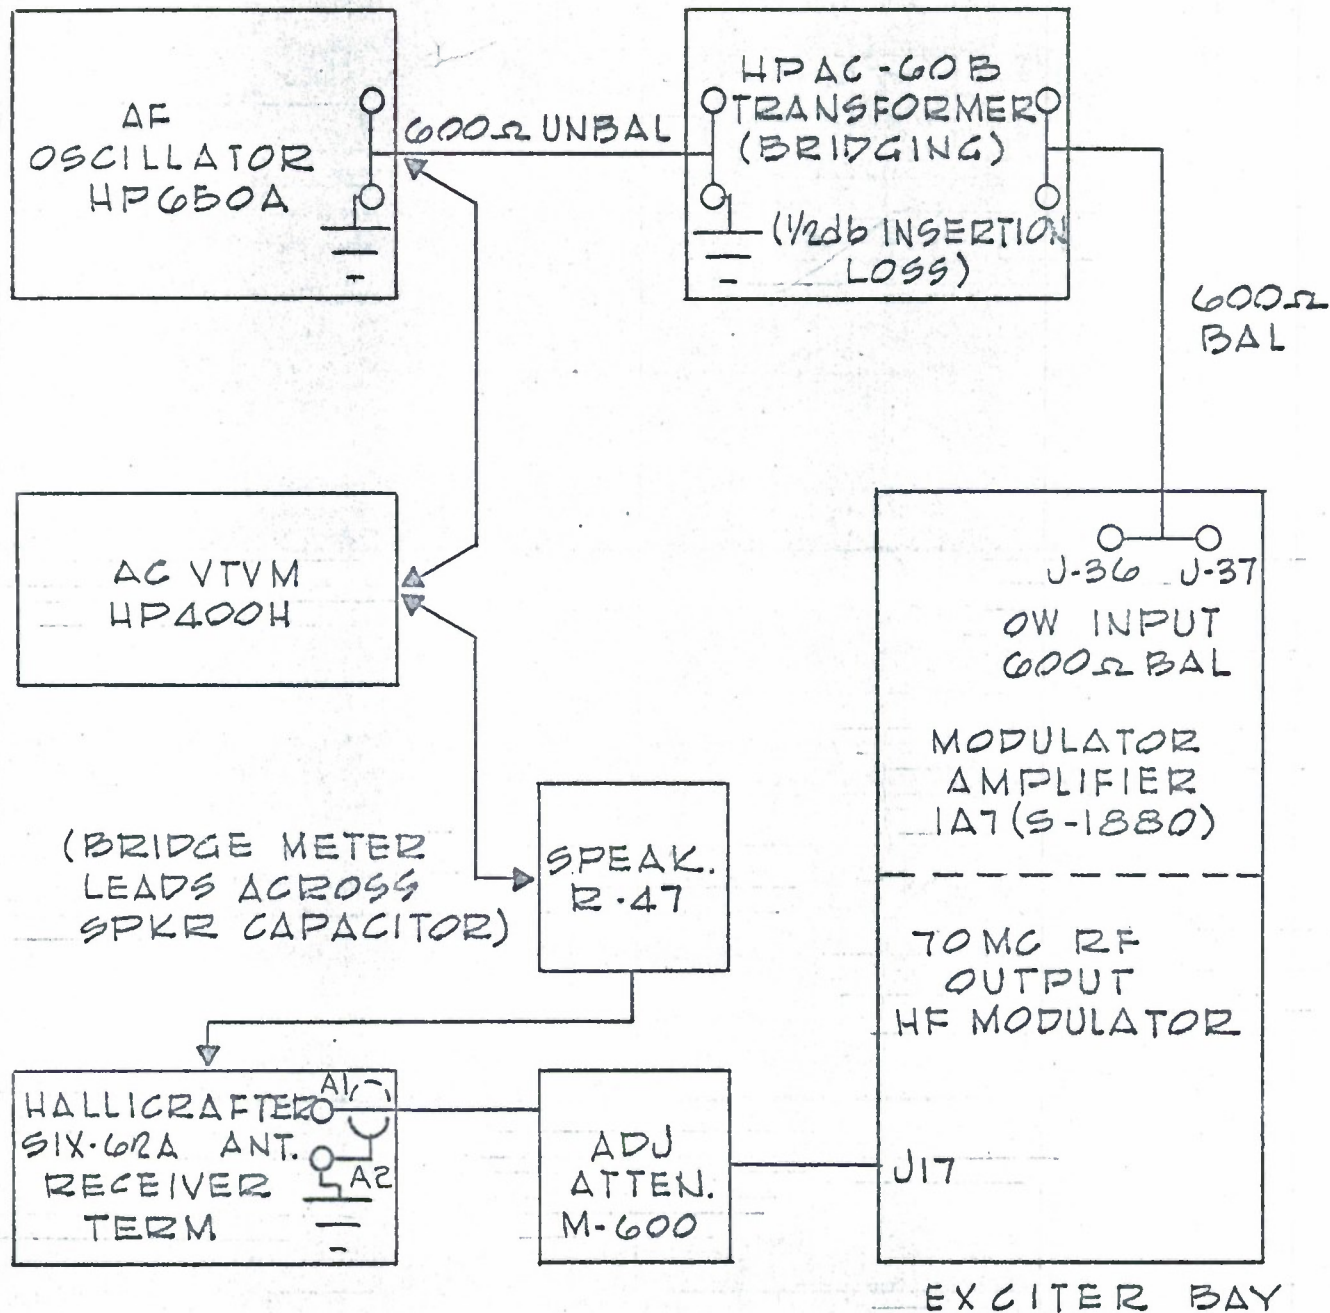 AF
OSCILLATOR
HP650A
600Ω UNBAL
HPAC-60B
TRANSFORMER
(BRIDGING)
(1/2db INSERTION
LOSS)
600Ω
BAL
AC VTVM
HP400H
J-36 J-37
OW INPUT
600Ω BAL
MODULATOR
AMPLIFIER
1A7(S-1880)
(BRIDGE METER
LEADS ACROSS
SPKR CAPACITOR)
SPEAK.
R-47
70 MC RF
OUTPUT
HF MODULATOR
HALLICRAFTER
SIX-62A ANT.
RECEIVER
TERM
A1
A2
ADJ
ATTEN.
M-600
J17
EXCITER BAY